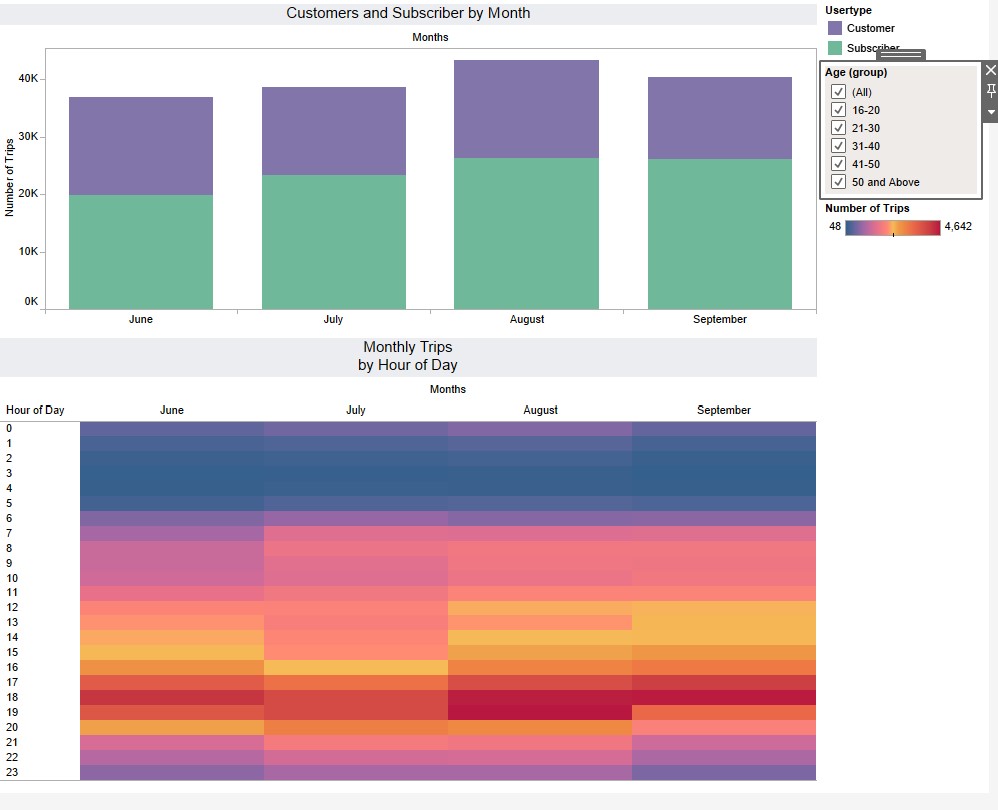 Customers and Subscriber by Month
Months
Number of Trips
40K
30K
20K
10K
0K
June July August September
Usertype
Customer
Subscriber
Age (group)
(All)
16-20
21-30
31-40
41-50
50 and Above
Number of Trips
48 4,642
Monthly Trips
by Hour of Day
Months
Hour of Day June July August September
0
1
2
3
4
5
6
7
8
9
10
11
12
13
14
15
16
17
18
19
20
21
22
23